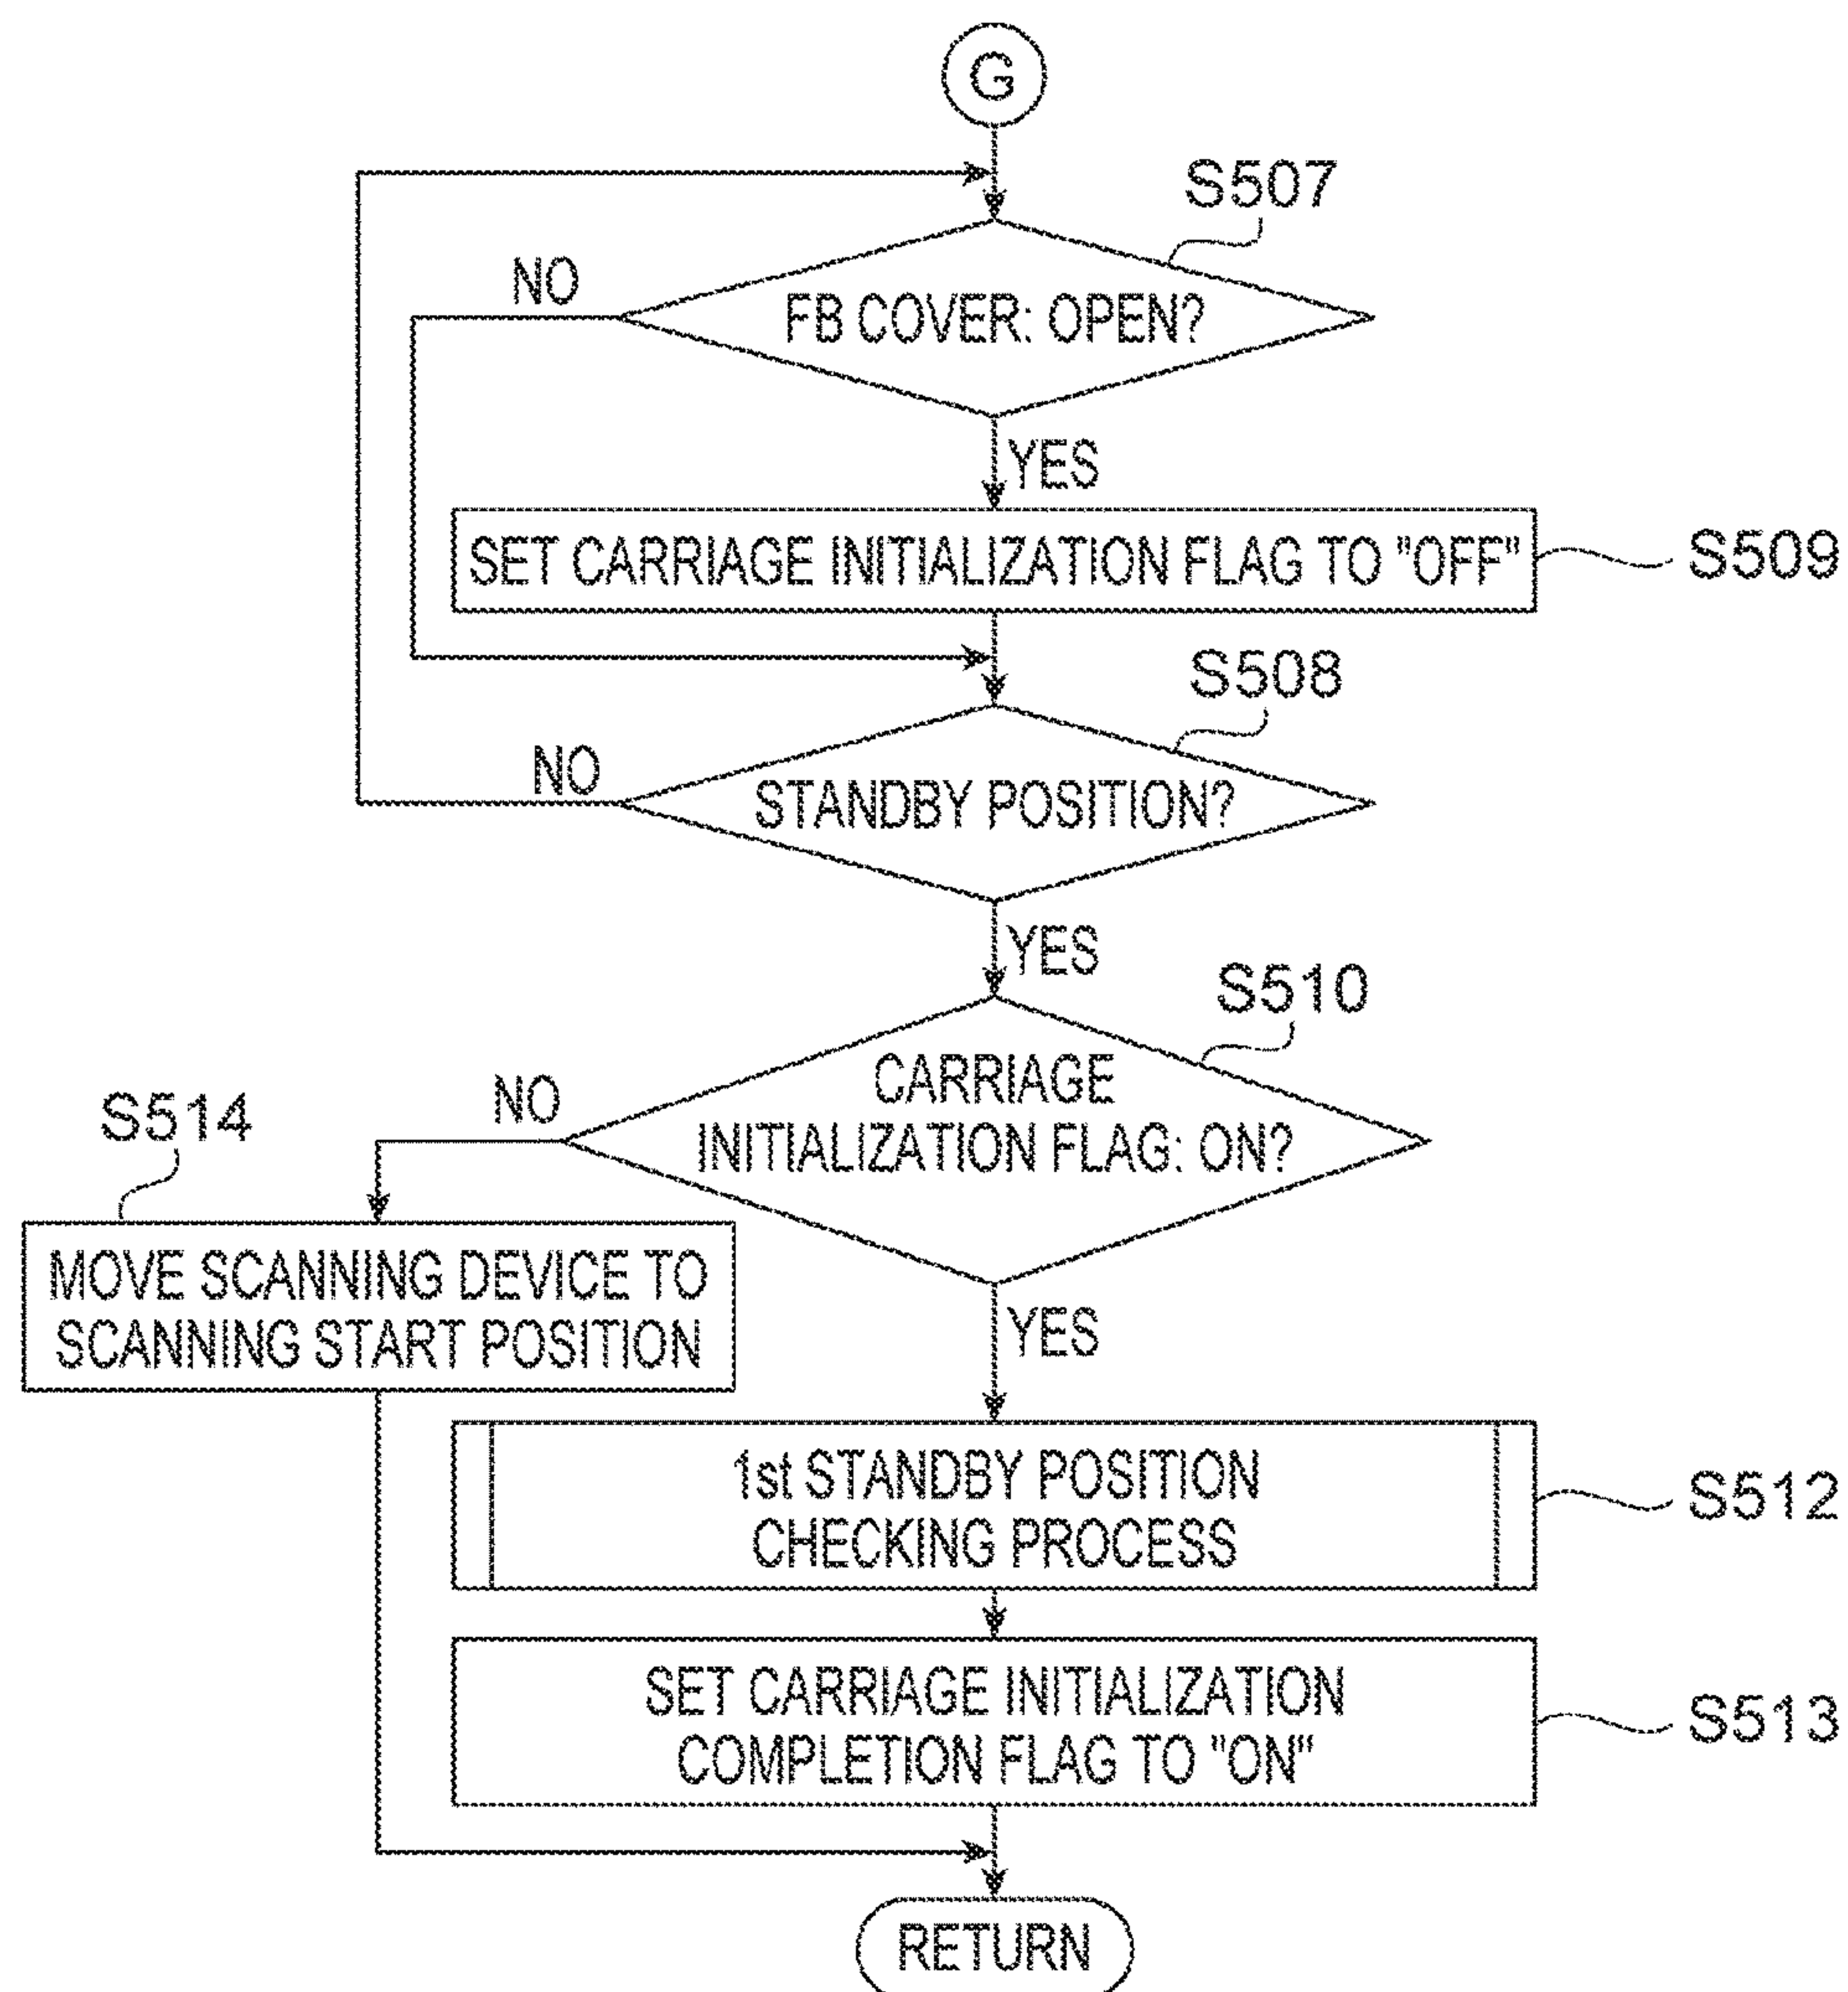 G
S507
NO
FB COVER: OPEN?
YES
SET CARRIAGE INITIALIZATION FLAG TO "OFF"
S509
S508
NO
STANDBY POSITION?
YES
S510
CARRIAGE
INITIALIZATION FLAG: ON?
NO
S514
MOVE SCANNING DEVICE TO
SCANNING START POSITION
YES
1st STANDBY POSITION
CHECKING PROCESS
S512
SET CARRIAGE INITIALIZATION
COMPLETION FLAG TO "ON"
S513
RETURN